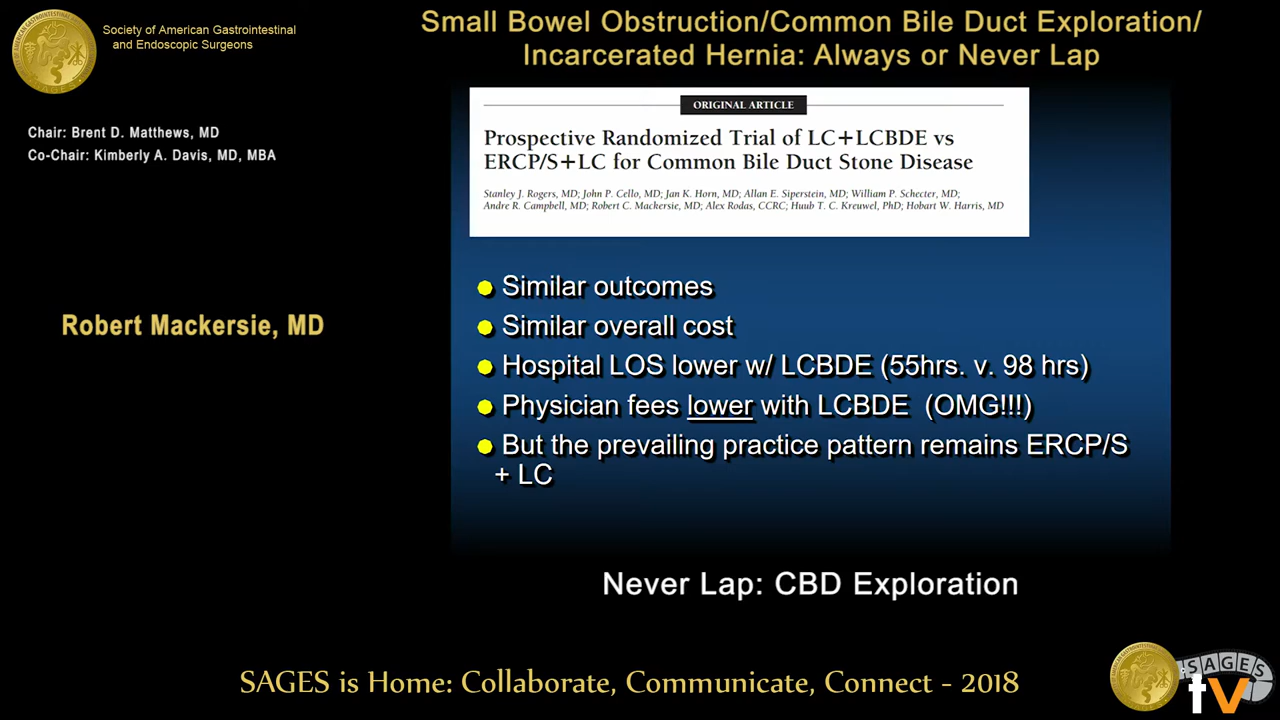 Society of American Gastrointestinal
and Endoscopic Surgeons
Small Bowel Obstruction/Common Bile Duct Exploration/
Incarcerated Hernia: Always or Never Lap
Chair: Brent D. Matthews, MD
Co-Chair: Kimberly A. Davis, MD, MBA
Robert Mackersie, MD
ORIGINAL ARTICLE
Prospective Randomized Trial of LC+LCBDE vs
ERCP/S+LC for Common Bile Duct Stone Disease
Stanley J. Rogers, MD; John P. Cello, MD; Jan K. Horn, MD; Allan E. Siperstein, MD; William P. Schecter, MD;
Andre R. Campbell, MD; Robert C. Mackersie, MD; Alex Rodas, CCRC; Huub T. C. Kreuwel, PhD; Hobart W. Harris, MD
Similar outcomes
Similar overall cost
Hospital LOS lower w/ LCBDE (55hrs. v. 98 hrs)
Physician fees lower with LCBDE (OMG!!!)
But the prevailing practice pattern remains ERCP/S
+ LC
Never Lap: CBD Exploration
SAGES is Home: Collaborate, Communicate, Connect - 2018
SAGES
tv